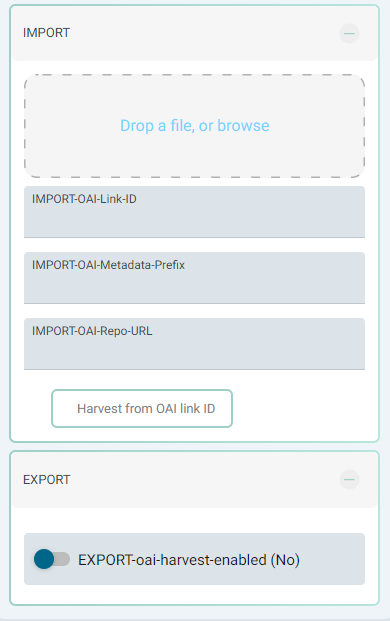 IMPORT
Drop a file, or browse
IMPORT-OAI-Link-ID
IMPORT-OAI-Metadata-Prefix
IMPORT-OAI-Repo-URL
Harvest from OAI link ID
EXPORT
EXPORT-oai-harvest-enabled (No)